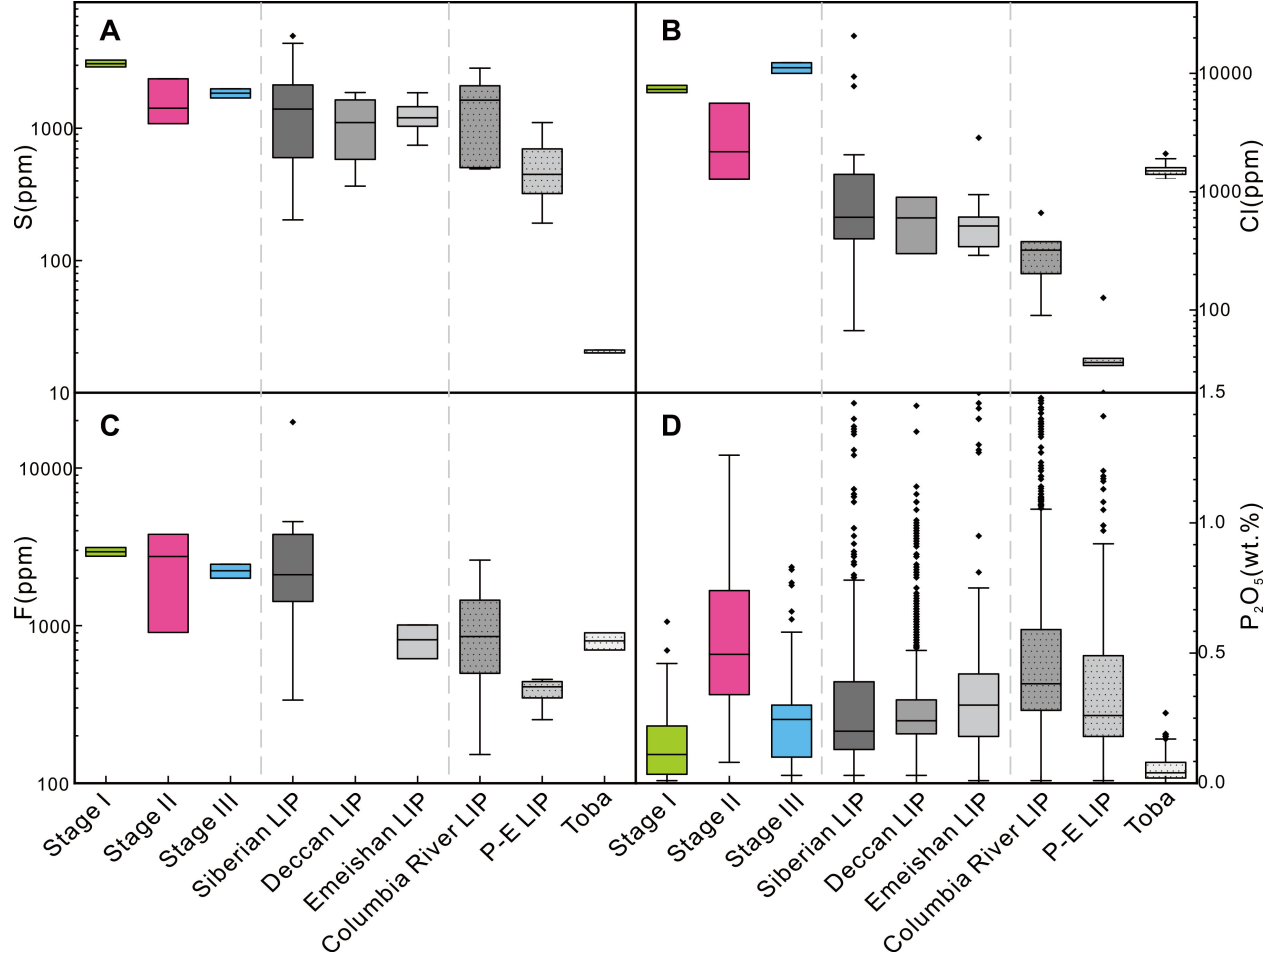 A
B
S(ppm)
1000
100
10
Cl(ppm)
10000
1000
100
C
D
F(ppm)
10000
1000
100
P2O5(wt.%)
1.5
1.0
0.5
0.0
Stage I
Stage II
Stage III
Siberian LIP
Deccan LIP
Emeishan LIP
Columbia River LIP
P-E LIP
Toba
Stage I
Stage II
Stage III
Siberian LIP
Deccan LIP
Emeishan LIP
Columbia River LIP
P-E LIP
Toba